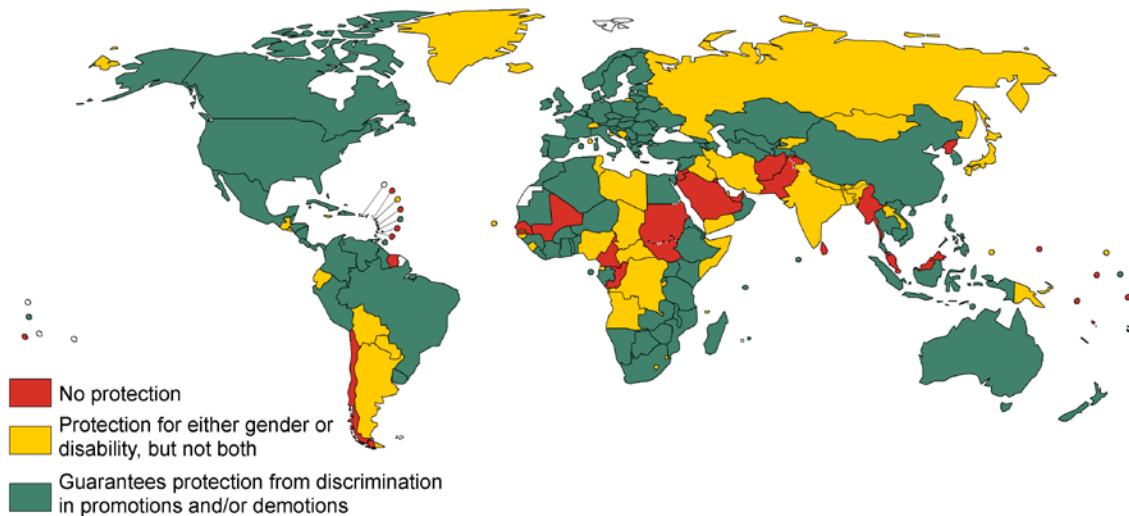 No protection
Protection for either gender or
disability, but not both
Guarantees protection from discrimination
in promotions and/or demotions